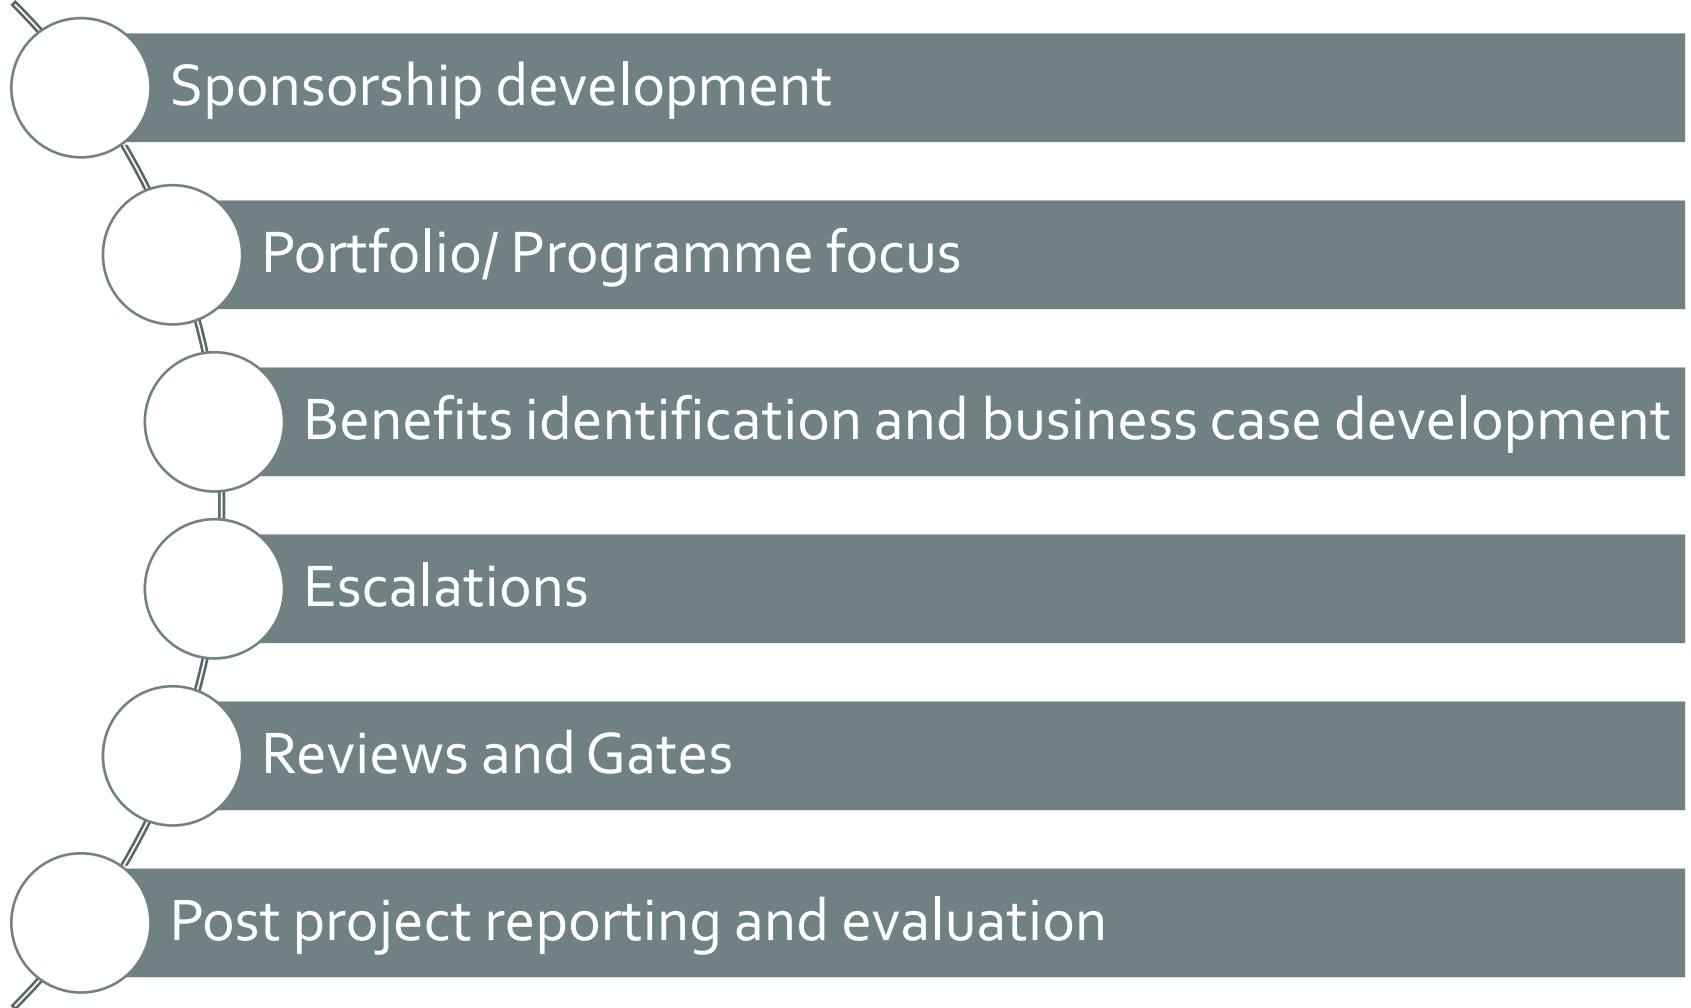 Sponsorship development
Portfolio/ Programme focus
Benefits identification and business case development
Escalations
Reviews and Gates
Post project reporting and evaluation